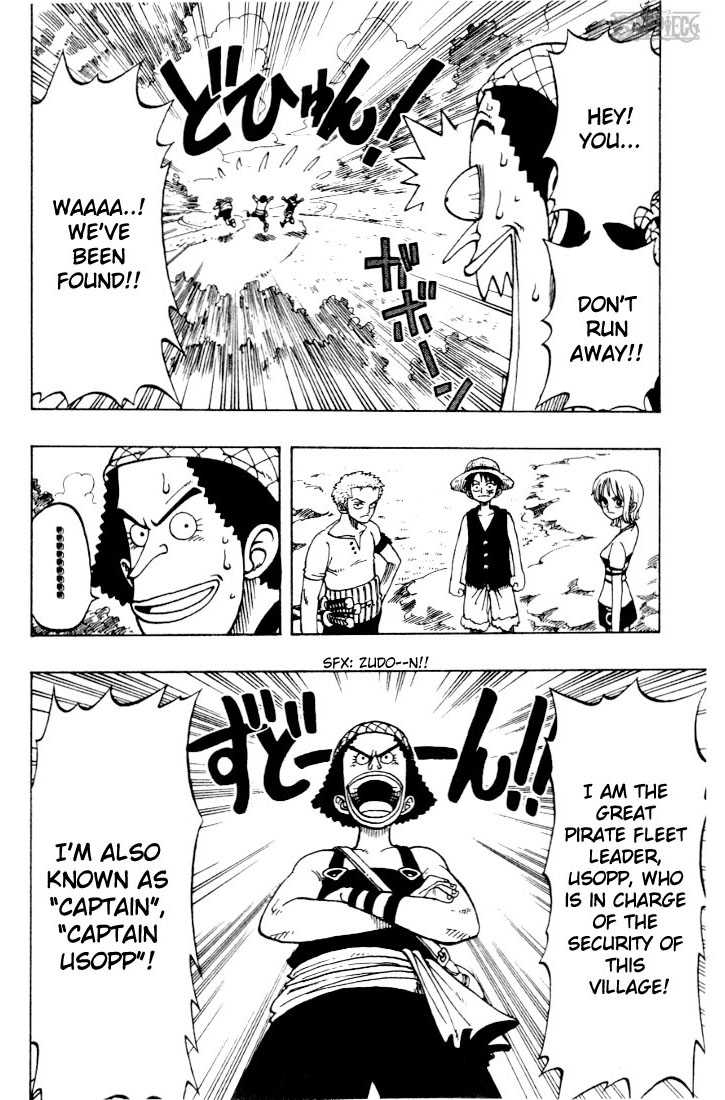 HEY!
YOU...
どひゅん!
DON'T
RUN
AWAY!!
ガボーン
WAAAA..!
WE'VE
BEEN
FOUND!!
.........
SFX: ZUDO--N!!
ずどーーん!!
I AM THE
GREAT
PIRATE FLEET
LEADER,
USOPP, WHO
IS IN CHARGE
OF THE
SECURITY OF
THIS
VILLAGE!
I'M ALSO
KNOWN AS
"CAPTAIN",
"CAPTAIN
USOPP"!